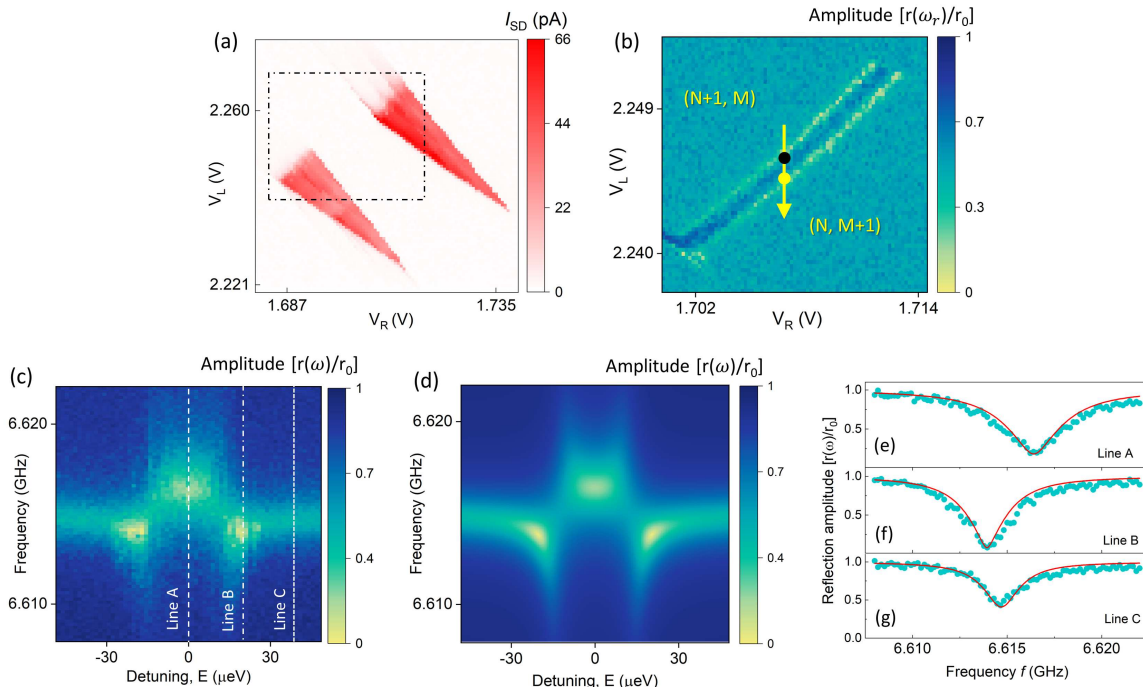 (a)
I_SD (pA)
66
44
22
0
V_L (V)
2.260
2.221
1.687
1.735
V_R (V)
(b)
Amplitude [r(ω_r)/r_0]
1
0.7
0.3
0
(N+1, M)
(N, M+1)
V_L (V)
2.249
2.240
1.702
1.714
V_R (V)
(c)
Amplitude [r(ω)/r_0]
1
0.7
0.4
0
Frequency (GHz)
6.620
6.610
Line A
Line B
Line C
-30
0
30
Detuning, E (μeV)
(d)
Amplitude [r(ω)/r_0]
1
0.7
0.4
0
Frequency (GHz)
6.620
6.610
-30
0
30
Detuning, E (μeV)
Reflection amplitude [r(ω)/r_0]
1.0
0.5
(e)
Line A
1.0
0.5
(f)
Line B
1.0
0.5
0.0
(g)
Line C
6.610
6.615
6.620
Frequency f (GHz)